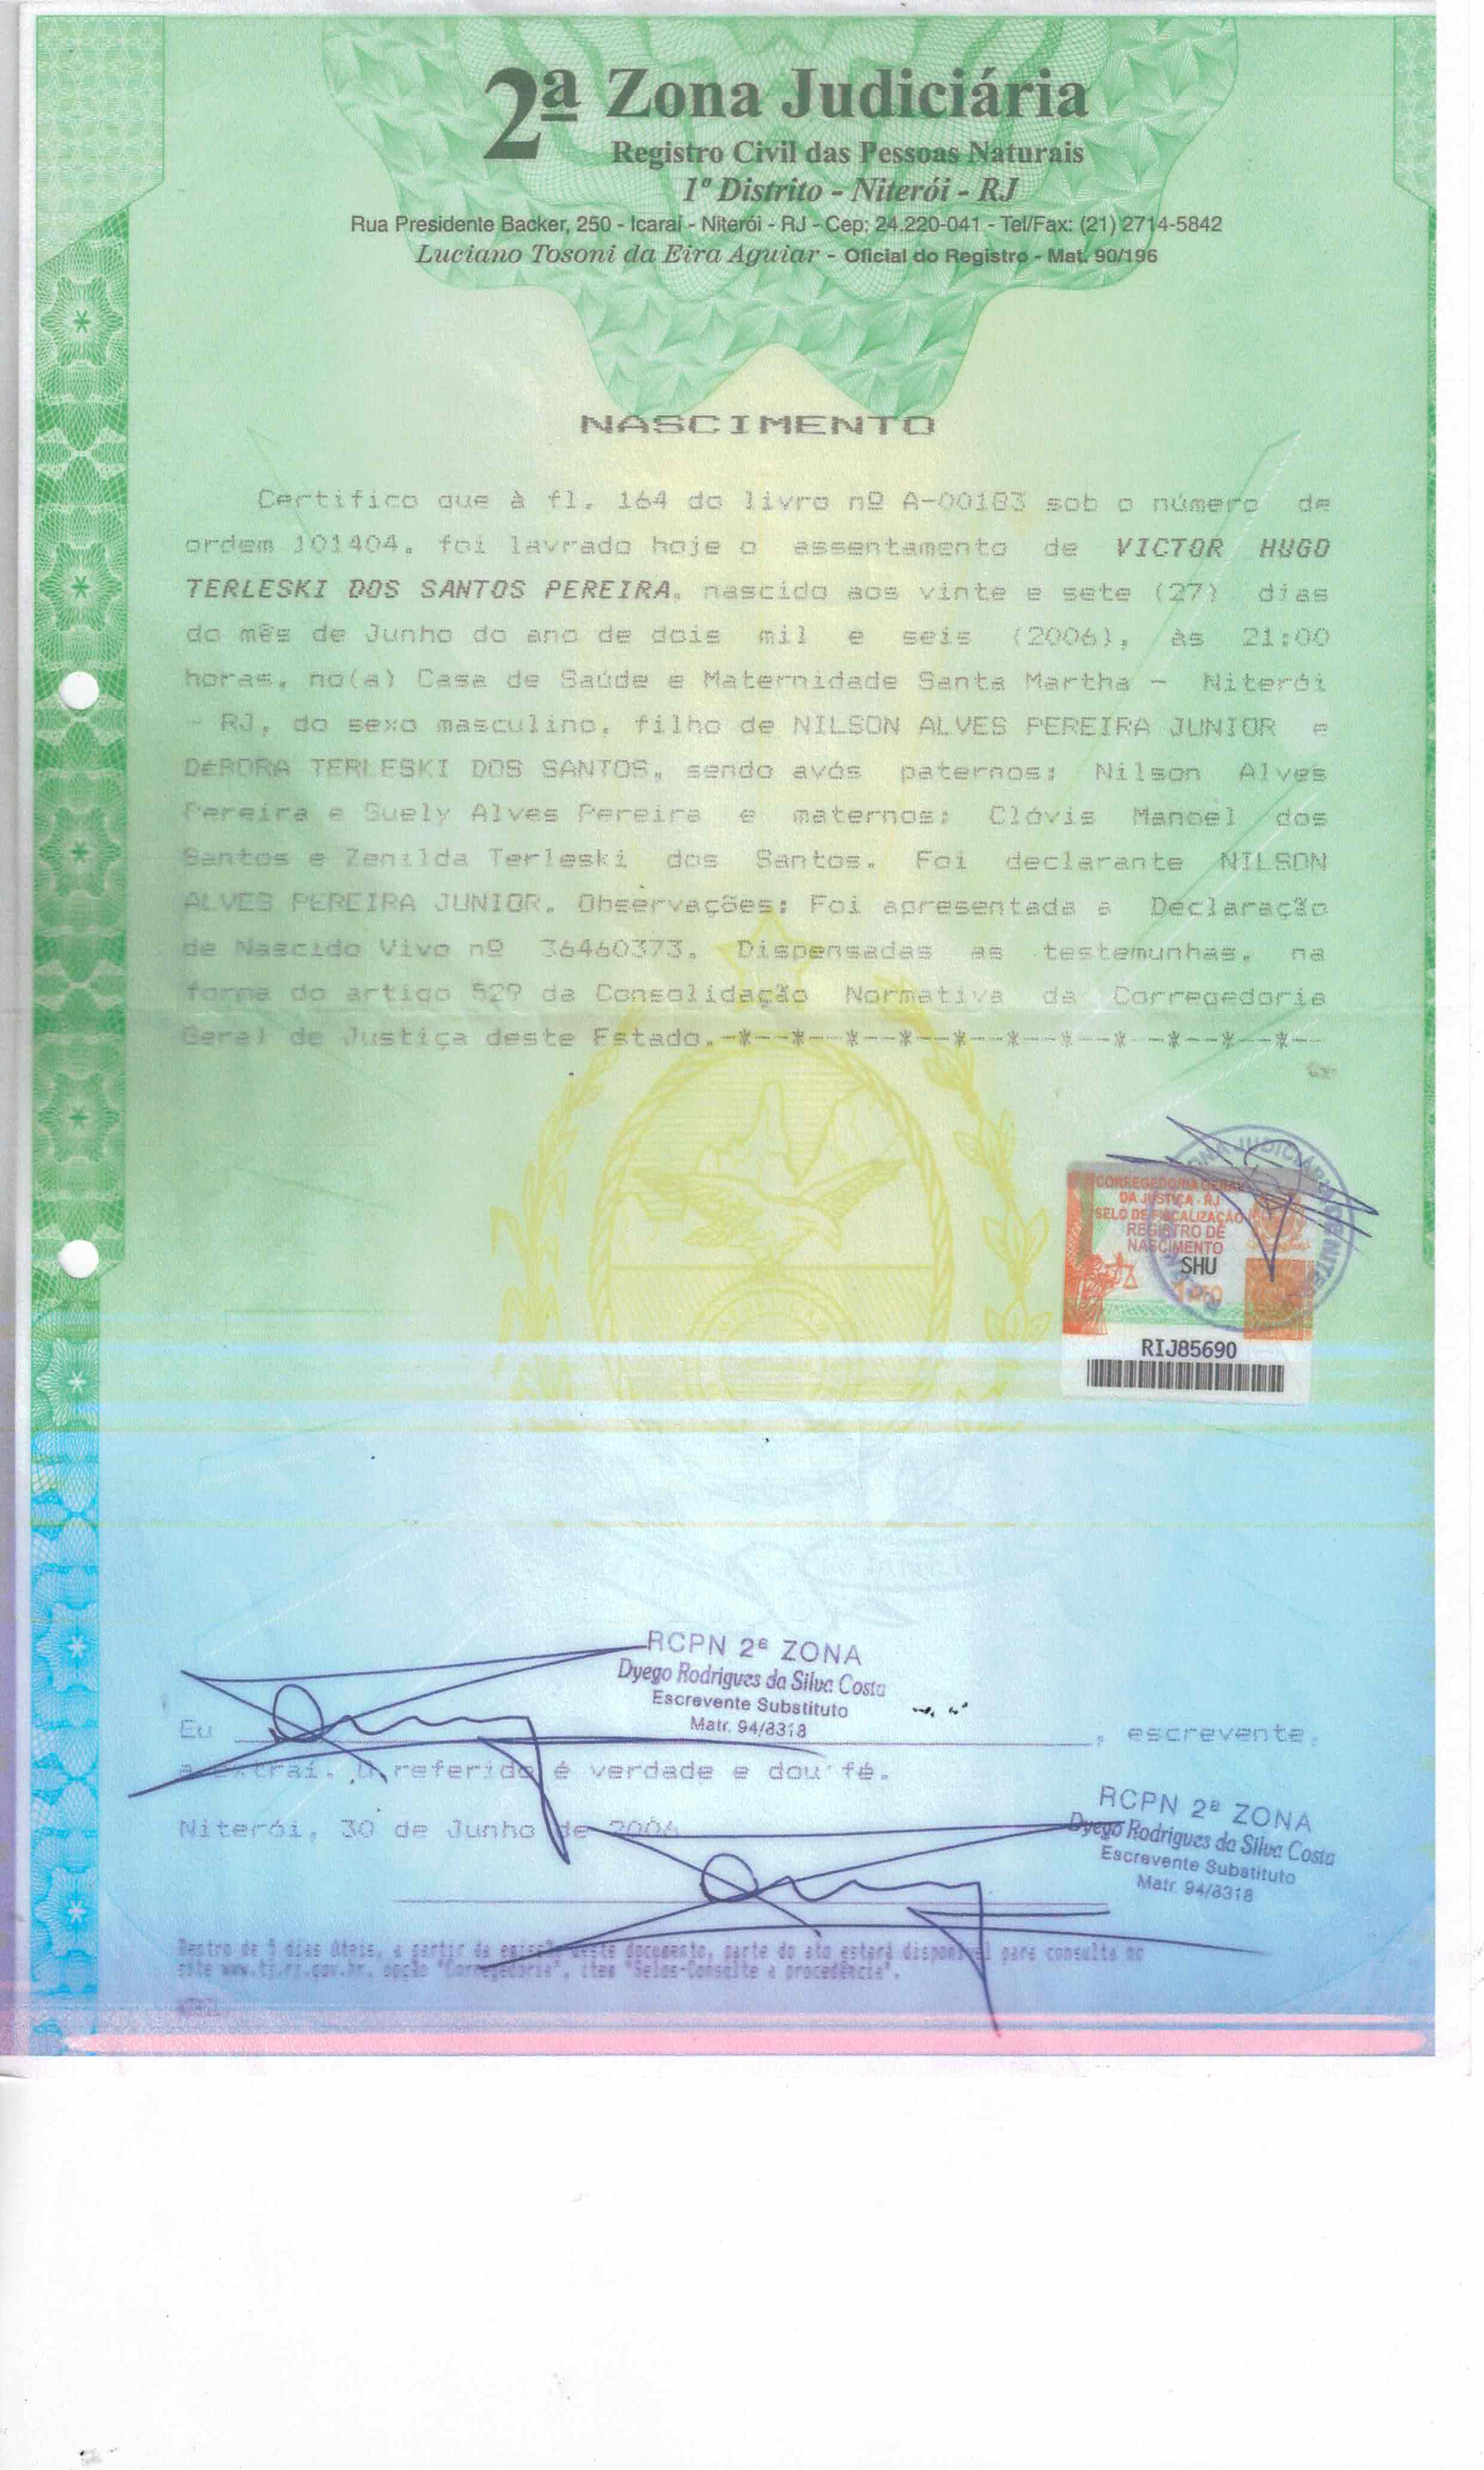 2ª Zona Judiciária
Registro Civil das Pessoas Naturais
1º Distrito - Niterói - RJ
Rua Presidente Backer, 250 - Icaraí - Niterói - RJ - Cep: 24.220-041 - Tel/Fax: (21) 2714-5842
Luciano Tosoni da Eira Aguiar - Oficial do Registro - Mat. 90/196
NASCIMENTO
Certifico que à fl. 164 do livro nº A-00183 sob o número de
ordem 101404, foi lavrado hoje o assentamento de VICTOR HUGO
TERLESKI DOS SANTOS PEREIRA, nascido aos vinte e sete (27) dias
do mês de Junho do ano de dois mil e seis (2006), às 21:00
horas, no(a) Casa de Saúde e Maternidade Santa Martha - Niterói
- RJ, do sexo masculino, filho de NILSON ALVES PEREIRA JUNIOR e
DéBORA TERLESKI DOS SANTOS, sendo avós paternos: Nilson Alves
Pereira e Suely Alves Pereira e maternos: Clóvis Manoel dos
Santos e Zenilda Terleski dos Santos. Foi declarante NILSON
ALVES PEREIRA JUNIOR. Observações: Foi apresentada a Declaração
de Nascido Vivo nº 36460373. Dispensadas as testemunhas, na
forma do artigo 529 da Consolidação Normativa da Corregedoria
Geral de Justiça deste Estado.-*--*--*--*--*--*--*--*--*--*--*--
CORREGEDORIA GERAL
DA JUSTIÇA - RJ
SELO DE FISCALIZAÇÃO
REGISTRO DE
NASCIMENTO
SHU
RIJ85690
RCPN 2ª ZONA
Dyego Rodrigues da Silva Costa
Escrevente Substituto
Matr. 94/8318
Eu , escrevente,
a extraí. O referido é verdade e dou fé.
Niterói, 30 de Junho de 2006
RCPN 2ª ZONA
Dyego Rodrigues da Silva Costa
Escrevente Substituto
Matr. 94/8318
Dentro de 5 dias úteis, a partir da emissão deste documento, parte do ato estará disponível para consulta no
site www.tj.rj.gov.br, opção "Corregedoria", item "Selos-Consulte a procedência".